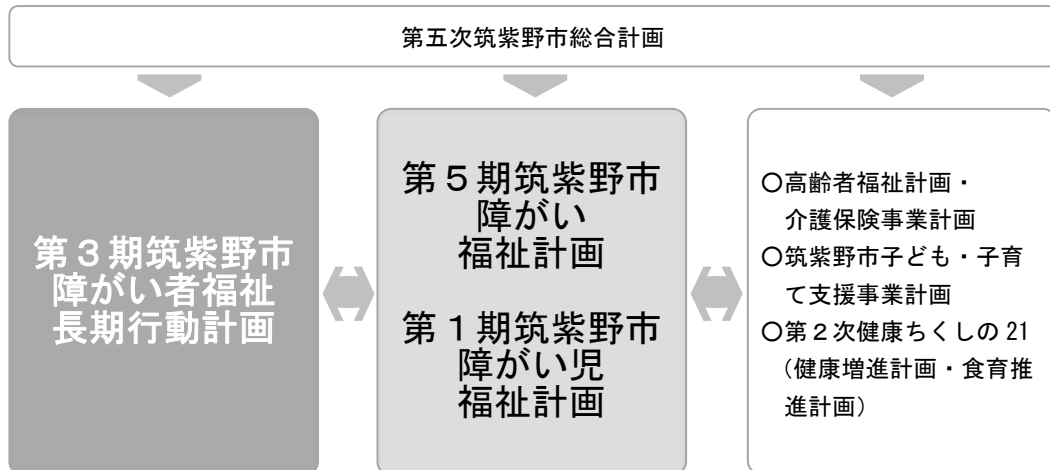 第五次筑紫野市総合計画
第３期筑紫野市
障がい者福祉
長期行動計画
第５期筑紫野市
障がい
福祉計画
第１期筑紫野市
障がい児
福祉計画
〇高齢者福祉計画・
介護保険事業計画
〇筑紫野市子ども・子育
て支援事業計画
〇第２次健康ちくしの 21
（健康増進計画・食育推
進計画）